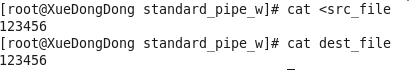 [root@XueDongDong standard_pipe_w]# cat <src_file
123456
[root@XueDongDong standard_pipe_w]# cat dest_file
123456